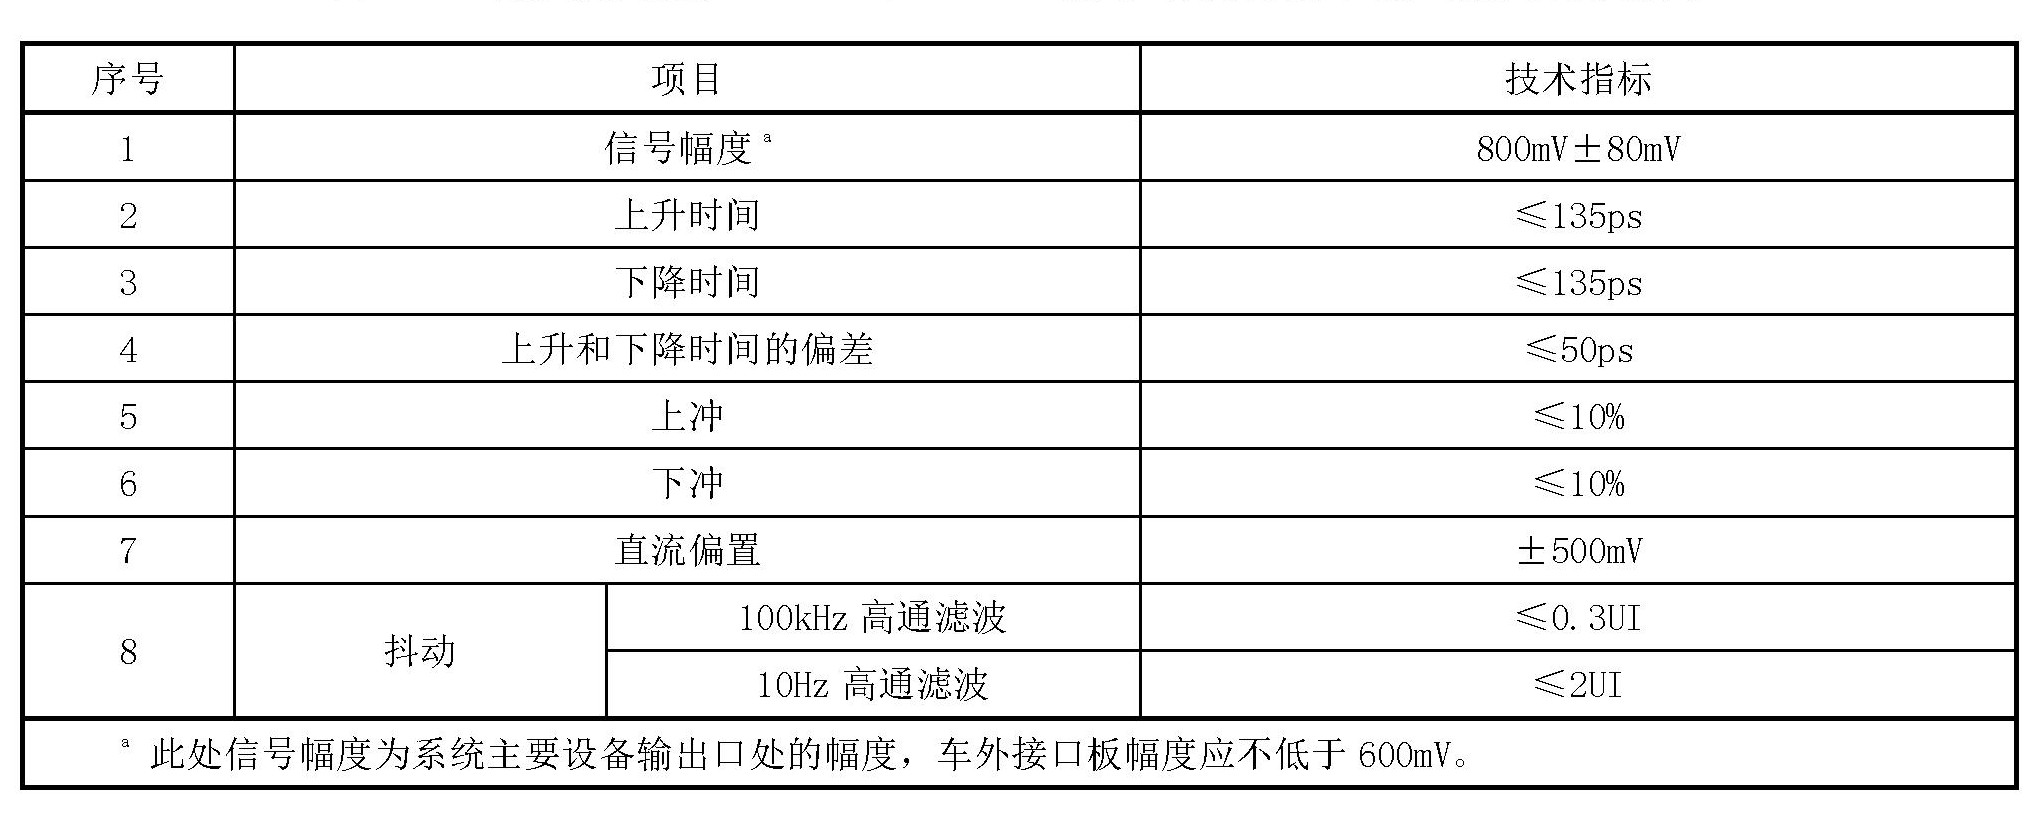 序号 项目 技术指标
1 信号幅度ᵃ 800mV±80mV
2 上升时间 ≤135ps
3 下降时间 ≤135ps
4 上升和下降时间的偏差 ≤50ps
5 上冲 ≤10%
6 下冲 ≤10%
7 直流偏置 ±500mV
8 抖动 100kHz 高通滤波 ≤0.3UI
10Hz 高通滤波 ≤2UI
ᵃ 此处信号幅度为系统主要设备输出口处的幅度，车外接口板幅度应不低于 600mV。